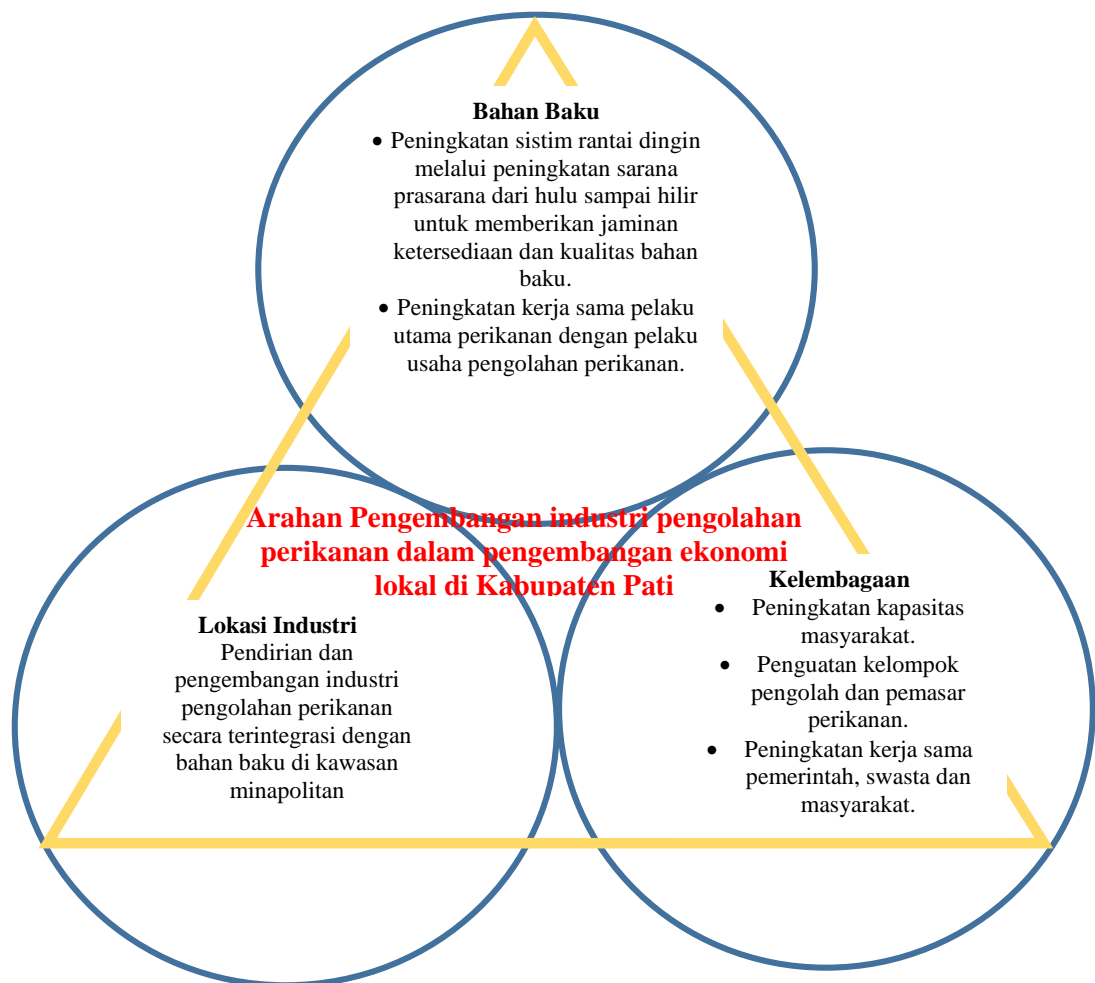 Bahan Baku
• Peningkatan sistim rantai dingin
melalui peningkatan sarana
prasarana dari hulu sampai hilir
untuk memberikan jaminan
ketersediaan dan kualitas bahan
baku.
• Peningkatan kerja sama pelaku
utama perikanan dengan pelaku
usaha pengolahan perikanan.
Arahan Pengembangan industri pengolahan
perikanan dalam pengembangan ekonomi
lokal di Kabupaten Pati
Lokasi Industri
Pendirian dan
pengembangan industri
pengolahan perikanan
secara terintegrasi dengan
bahan baku di kawasan
minapolitan
Kelembagaan
• Peningkatan kapasitas
masyarakat.
• Penguatan kelompok
pengolah dan pemasar
perikanan.
• Peningkatan kerja sama
pemerintah, swasta dan
masyarakat.